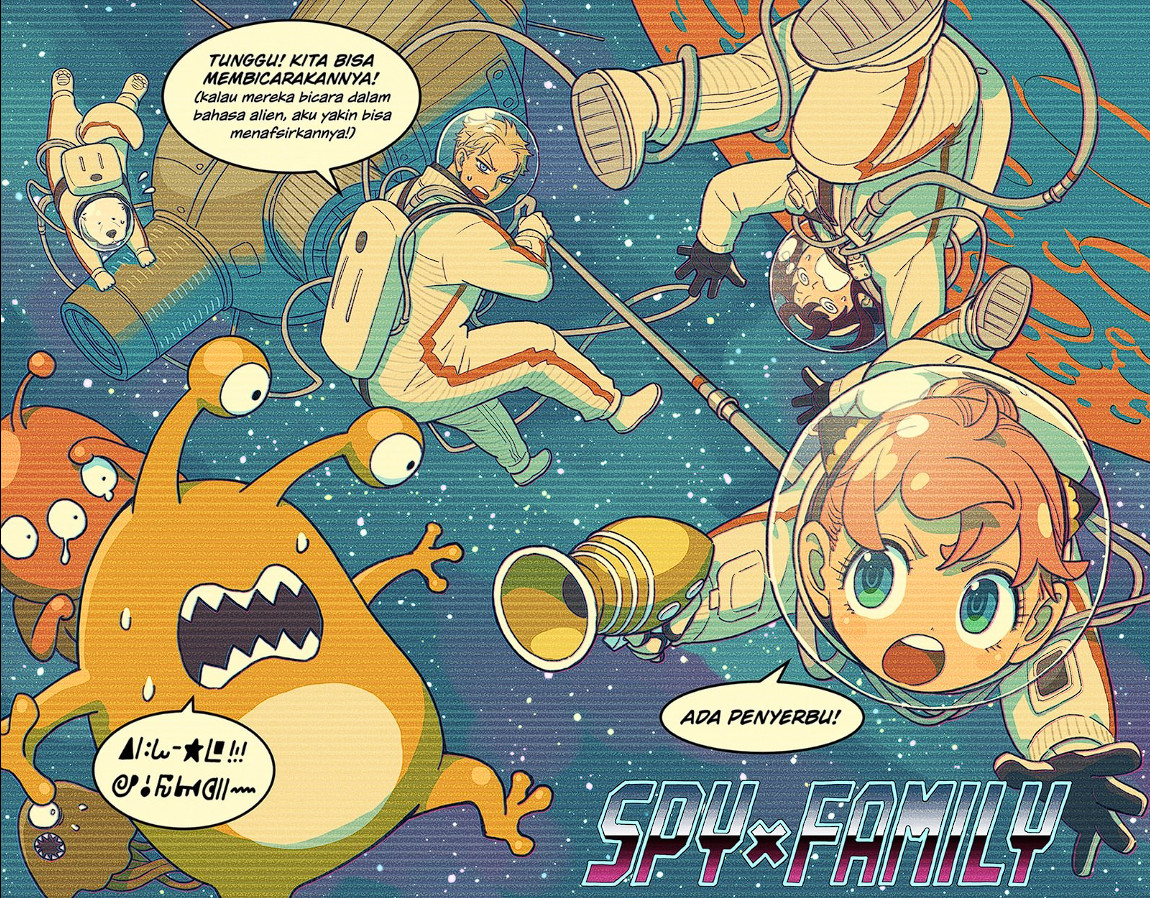 TUNGGU! KITA BISA
MEMBICARAKANNYA!
(kalau mereka bicara dalam
bahasa alien, aku yakin bisa
menafsirkannya!)
ADA PENYERBU!
SPY×FAMILY